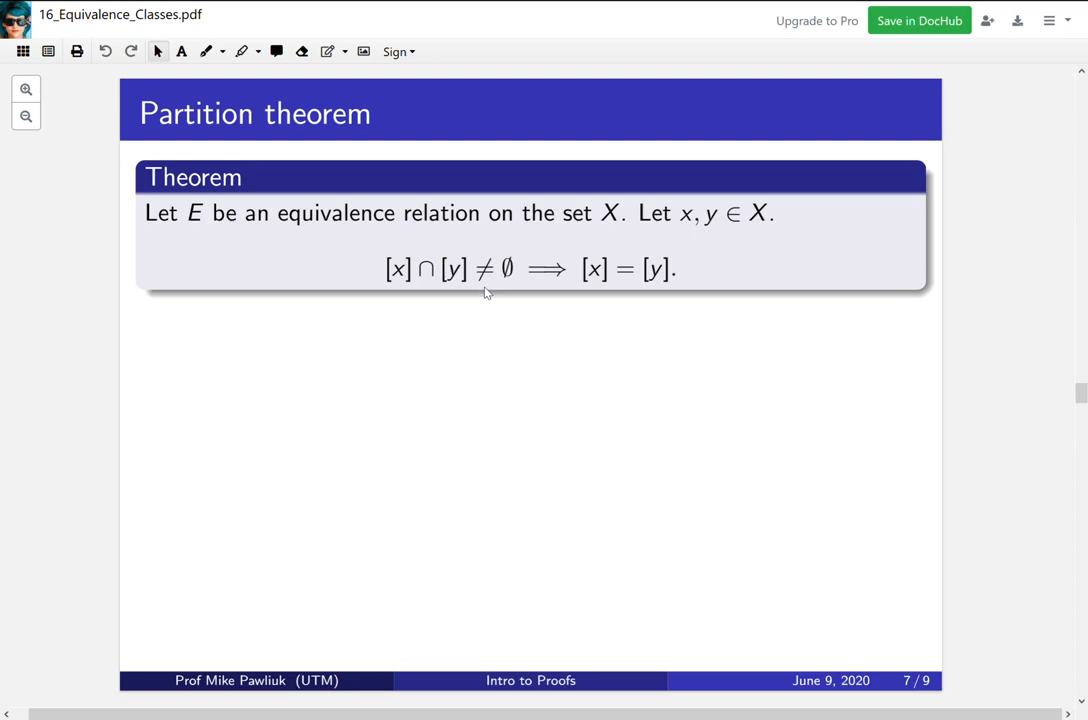 16_Equivalence_Classes.pdf
Upgrade to Pro
Save in DocHub
A
Sign
Partition theorem
Theorem
Let E be an equivalence relation on the set X. Let x, y ∈ X.
[x] ∩ [y] ≠ ∅ ⟹ [x] = [y].
Prof Mike Pawliuk (UTM) Intro to Proofs June 9, 2020 7 / 9